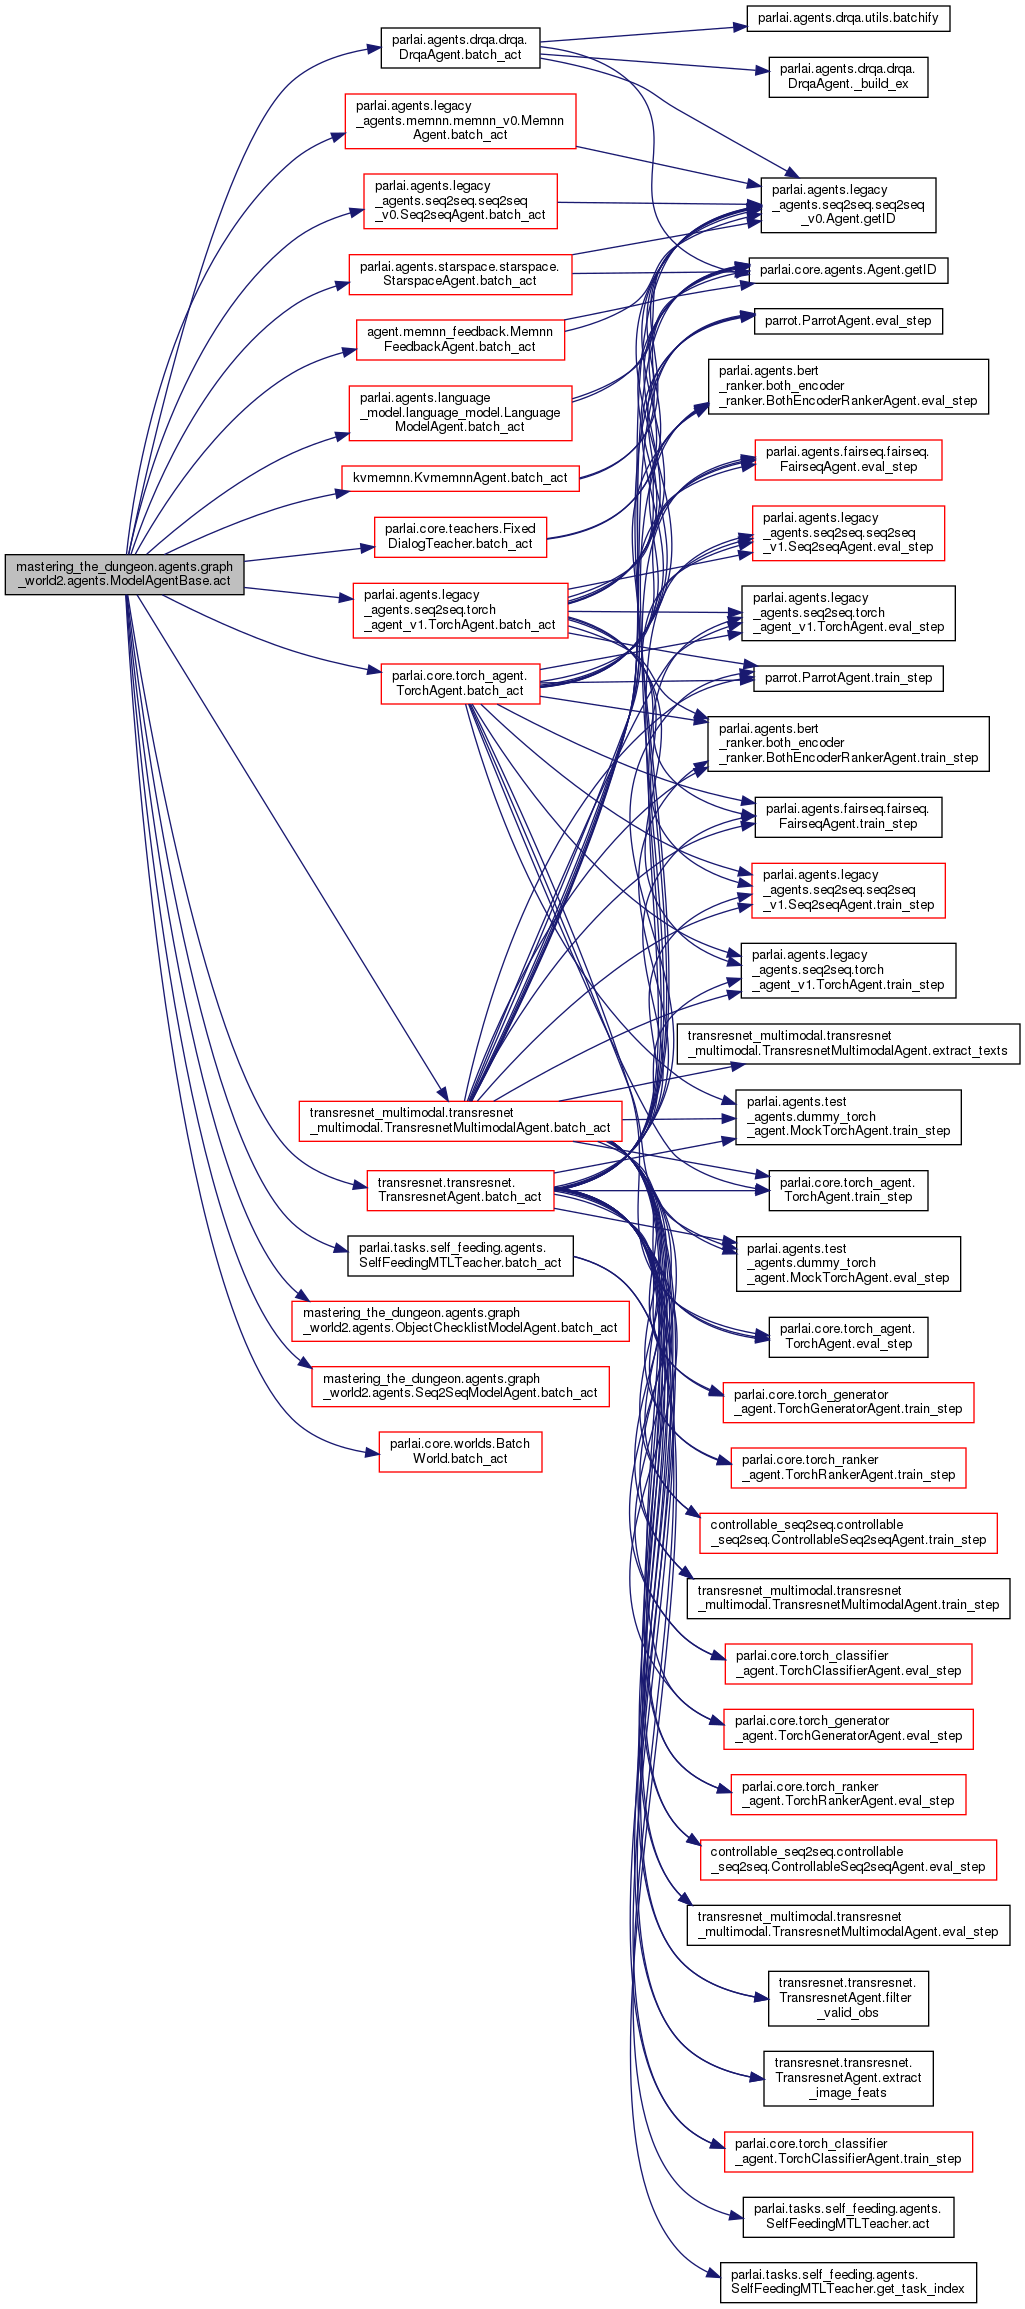 mastering_the_dungeon.agents.graph
_world2.agents.ModelAgentBase.act
parlai.agents.drqa.drqa.
DrqaAgent.batch_act
parlai.agents.legacy
_agents.memnn.memnn_v0.Memnn
Agent.batch_act
parlai.agents.legacy
_agents.seq2seq.seq2seq
_v0.Seq2seqAgent.batch_act
parlai.agents.starspace.starspace.
StarspaceAgent.batch_act
agent.memnn_feedback.Memnn
FeedbackAgent.batch_act
parlai.agents.language
_model.language_model.Language
ModelAgent.batch_act
kvmemnn.KvmemnnAgent.batch_act
parlai.core.teachers.Fixed
DialogTeacher.batch_act
parlai.agents.legacy
_agents.seq2seq.torch
_agent_v1.TorchAgent.batch_act
parlai.core.torch_agent.
TorchAgent.batch_act
transresnet_multimodal.transresnet
_multimodal.TransresnetMultimodalAgent.batch_act
transresnet.transresnet.
TransresnetAgent.batch_act
parlai.tasks.self_feeding.agents.
SelfFeedingMTLTeacher.batch_act
mastering_the_dungeon.agents.graph
_world2.agents.ObjectChecklistModelAgent.batch_act
mastering_the_dungeon.agents.graph
_world2.agents.Seq2SeqModelAgent.batch_act
parlai.core.worlds.Batch
World.batch_act
parlai.agents.drqa.utils.batchify
parlai.agents.drqa.drqa.
DrqaAgent._build_ex
parlai.agents.legacy
_agents.seq2seq.seq2seq
_v0.Agent.getID
parlai.core.agents.Agent.getID
parrot.ParrotAgent.eval_step
parlai.agents.bert
_ranker.both_encoder
_ranker.BothEncoderRankerAgent.eval_step
parlai.agents.fairseq.fairseq.
FairseqAgent.eval_step
parlai.agents.legacy
_agents.seq2seq.seq2seq
_v1.Seq2seqAgent.eval_step
parlai.agents.legacy
_agents.seq2seq.torch
_agent_v1.TorchAgent.eval_step
parrot.ParrotAgent.train_step
parlai.agents.bert
_ranker.both_encoder
_ranker.BothEncoderRankerAgent.train_step
parlai.agents.fairseq.fairseq.
FairseqAgent.train_step
parlai.agents.legacy
_agents.seq2seq.seq2seq
_v1.Seq2seqAgent.train_step
parlai.agents.legacy
_agents.seq2seq.torch
_agent_v1.TorchAgent.train_step
transresnet_multimodal.transresnet
_multimodal.TransresnetMultimodalAgent.extract_texts
parlai.agents.test
_agents.dummy_torch
_agent.MockTorchAgent.train_step
parlai.core.torch_agent.
TorchAgent.train_step
parlai.agents.test
_agents.dummy_torch
_agent.MockTorchAgent.eval_step
parlai.core.torch_agent.
TorchAgent.eval_step
parlai.core.torch_generator
_agent.TorchGeneratorAgent.train_step
parlai.core.torch_ranker
_agent.TorchRankerAgent.train_step
controllable_seq2seq.controllable
_seq2seq.ControllableSeq2seqAgent.train_step
transresnet_multimodal.transresnet
_multimodal.TransresnetMultimodalAgent.train_step
parlai.core.torch_classifier
_agent.TorchClassifierAgent.eval_step
parlai.core.torch_generator
_agent.TorchGeneratorAgent.eval_step
parlai.core.torch_ranker
_agent.TorchRankerAgent.eval_step
controllable_seq2seq.controllable
_seq2seq.ControllableSeq2seqAgent.eval_step
transresnet_multimodal.transresnet
_multimodal.TransresnetMultimodalAgent.eval_step
transresnet.transresnet.
TransresnetAgent.filter
_valid_obs
transresnet.transresnet.
TransresnetAgent.extract
_image_feats
parlai.core.torch_classifier
_agent.TorchClassifierAgent.train_step
parlai.tasks.self_feeding.agents.
SelfFeedingMTLTeacher.act
parlai.tasks.self_feeding.agents.
SelfFeedingMTLTeacher.get_task_index